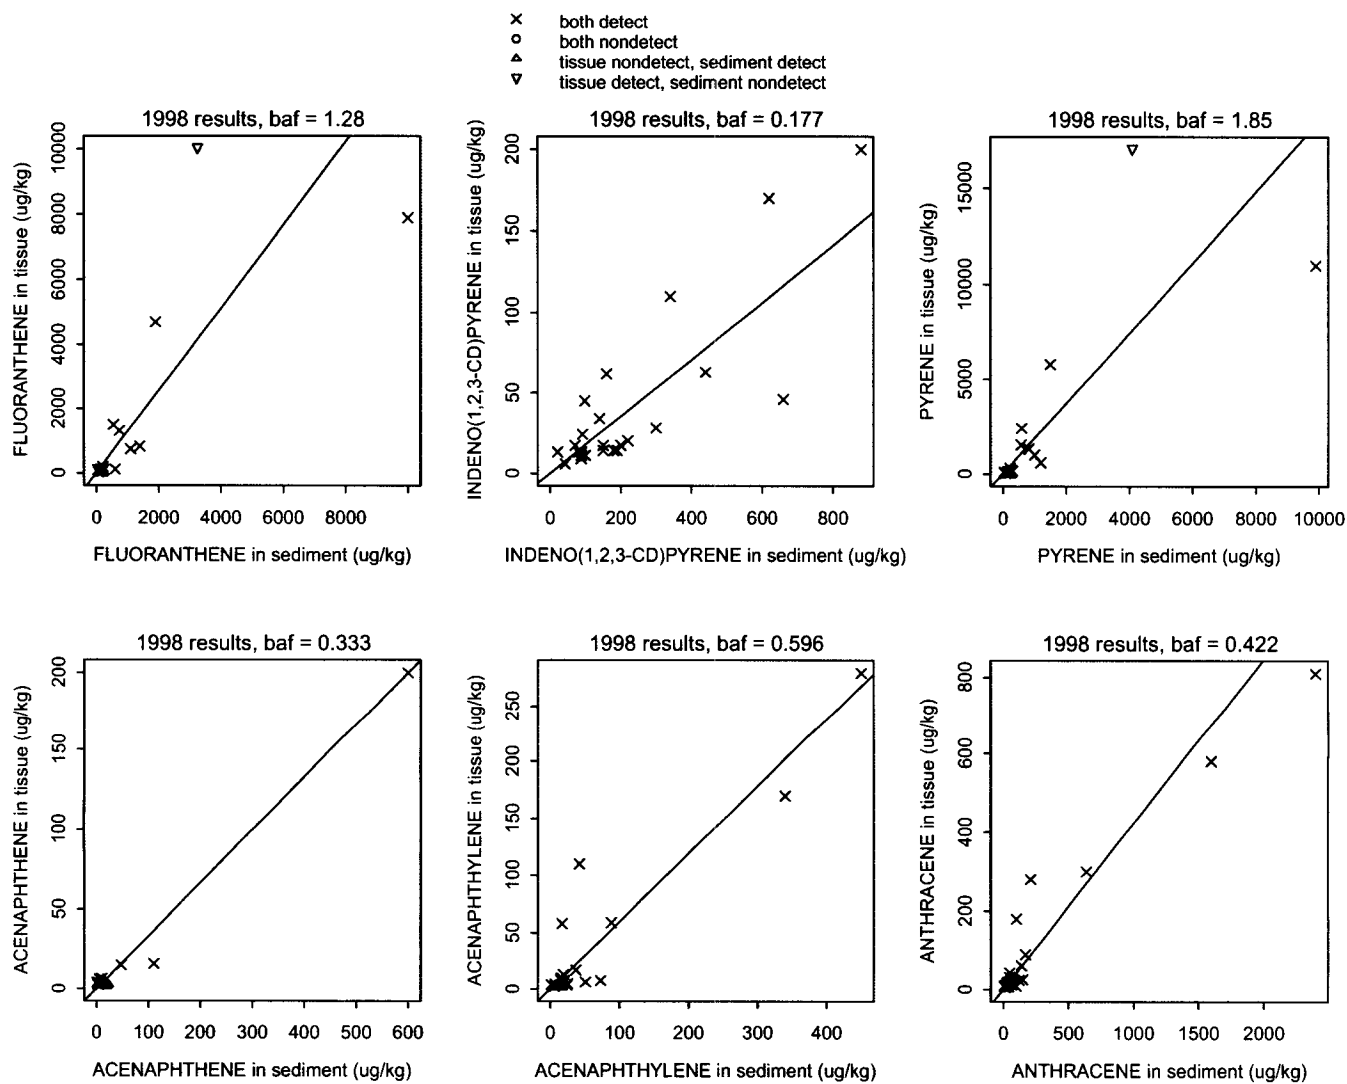 both detect
both nondetect
tissue nondetect, sediment detect
tissue detect, sediment nondetect
1998 results, baf = 1.28
FLUORANTHENE in tissue (ug/kg)
0 2000 4000 6000 8000 10000
0 2000 4000 6000 8000
FLUORANTHENE in sediment (ug/kg)
1998 results, baf = 0.177
INDENO(1,2,3-CD)PYRENE in tissue (ug/kg)
0 50 100 150 200
0 200 400 600 800
INDENO(1,2,3-CD)PYRENE in sediment (ug/kg)
1998 results, baf = 1.85
PYRENE in tissue (ug/kg)
0 5000 10000 15000
0 2000 4000 6000 8000 10000
PYRENE in sediment (ug/kg)
1998 results, baf = 0.333
ACENAPHTHENE in tissue (ug/kg)
0 50 100 150 200
0 100 200 300 400 500 600
ACENAPHTHENE in sediment (ug/kg)
1998 results, baf = 0.596
ACENAPHTHYLENE in tissue (ug/kg)
0 50 100 150 200 250
0 100 200 300 400
ACENAPHTHYLENE in sediment (ug/kg)
1998 results, baf = 0.422
ANTHRACENE in tissue (ug/kg)
0 200 400 600 800
0 500 1000 1500 2000
ANTHRACENE in sediment (ug/kg)